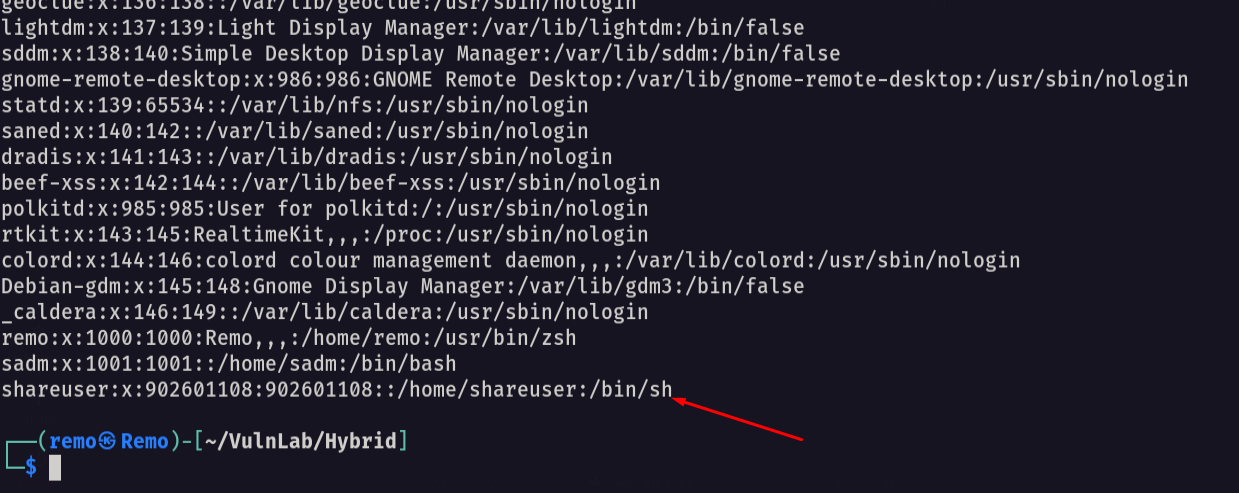 geoclue:x:136:138::/var/lib/geoclue:/usr/sbin/nologin
lightdm:x:137:139:Light Display Manager:/var/lib/lightdm:/bin/false
sddm:x:138:140:Simple Desktop Display Manager:/var/lib/sddm:/bin/false
gnome-remote-desktop:x:986:986:GNOME Remote Desktop:/var/lib/gnome-remote-desktop:/usr/sbin/nologin
statd:x:139:65534::/var/lib/nfs:/usr/sbin/nologin
saned:x:140:142::/var/lib/saned:/usr/sbin/nologin
dradis:x:141:143::/var/lib/dradis:/usr/sbin/nologin
beef-xss:x:142:144::/var/lib/beef-xss:/usr/sbin/nologin
polkitd:x:985:985:User for polkitd:/:/usr/sbin/nologin
rtkit:x:143:145:RealtimeKit,,,:/proc:/usr/sbin/nologin
colord:x:144:146:colord colour management daemon,,,:/var/lib/colord:/usr/sbin/nologin
Debian-gdm:x:145:148:Gnome Display Manager:/var/lib/gdm3:/bin/false
_caldera:x:146:149::/var/lib/caldera:/usr/sbin/nologin
remo:x:1000:1000:Remo,,,:/home/remo:/usr/bin/zsh
sadm:x:1001:1001::/home/sadm:/bin/bash
shareuser:x:902601108:902601108::/home/shareuser:/bin/sh
┌──(remo㉿Remo)-[~/VulnLab/Hybrid]
└─$